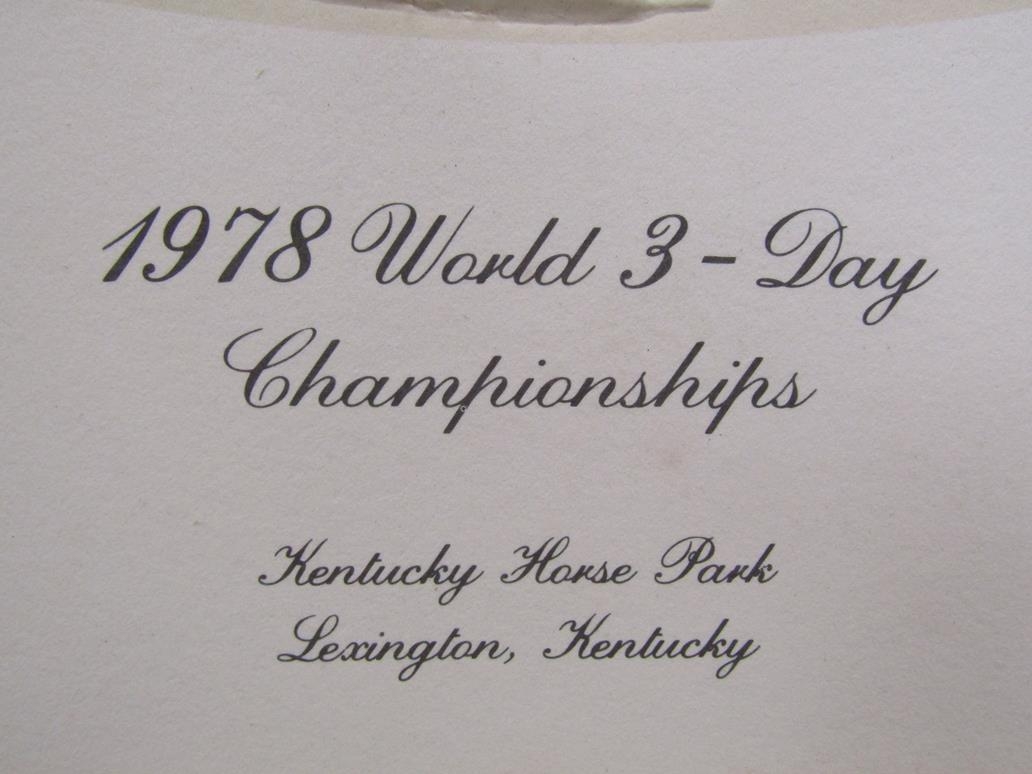 1978 World 3 - Day
Championships
Kentucky Horse Park
Lexington, Kentucky